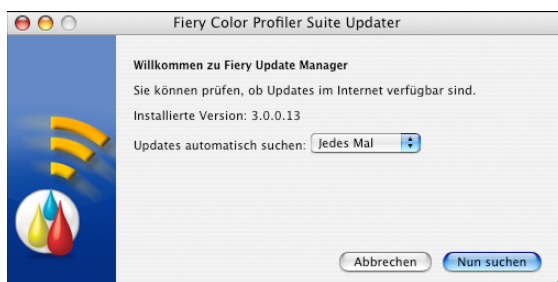 Fiery Color Profiler Suite Updater
Willkommen zu Fiery Update Manager
Sie können prüfen, ob Updates im Internet verfügbar sind.
Installierte Version: 3.0.0.13
Updates automatisch suchen: Jedes Mal
Abbrechen Nun suchen